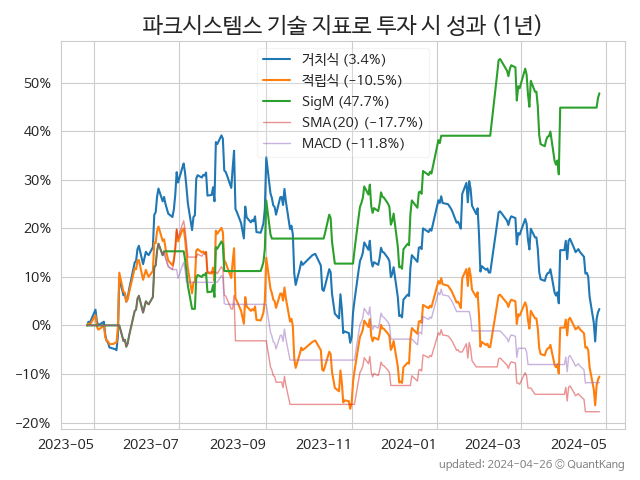 파크시스템스 기술 지표로 투자 시 성과 (1년)
거치식 (3.4%)
적립식 (−10.5%)
SigM (47.7%)
SMA(20) (−17.7%)
MACD (−11.8%)
50%
40%
30%
20%
10%
0%
−10%
−20%
2023-05 2023-07 2023-09 2023-11 2024-01 2024-03 2024-05
updated: 2024-04-26 © QuantKang